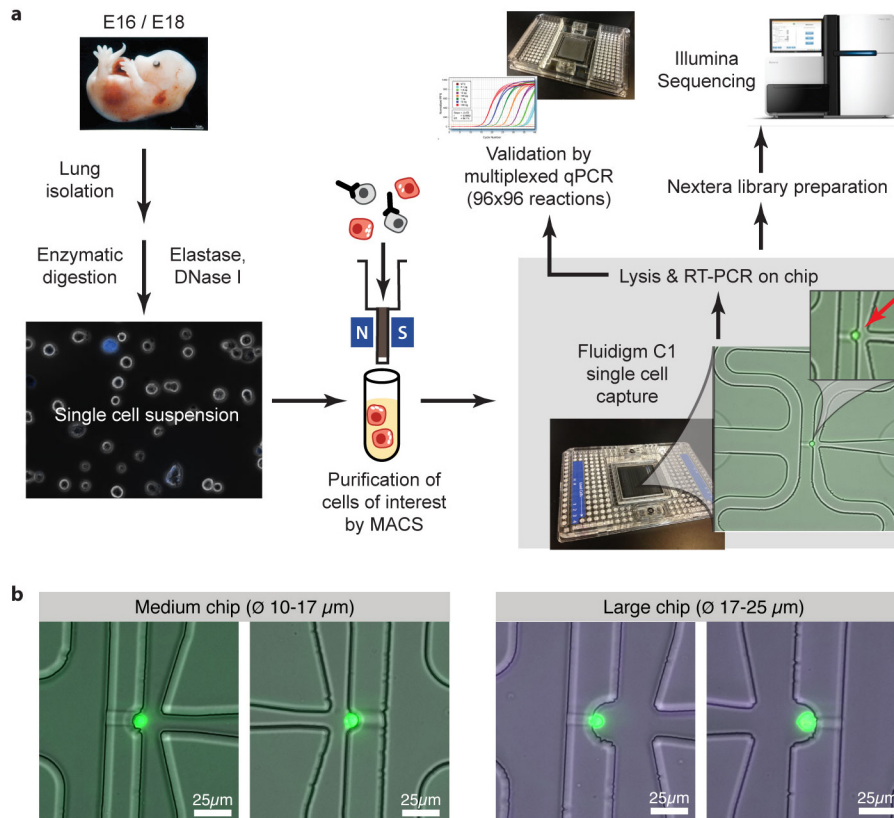 a
E16 / E18
Lung
isolation
Enzymatic
digestion
Elastase,
DNase I
Single cell suspension
N S
Purification of
cells of interest
by MACS
Validation by
multiplexed qPCR
(96x96 reactions)
Illumina
Sequencing
Nextera library preparation
Lysis & RT-PCR on chip
Fluidigm C1
single cell
capture
b
Medium chip (Ø 10-17 µm)
Large chip (Ø 17-25 µm)
25µm
25µm
25µm
25µm